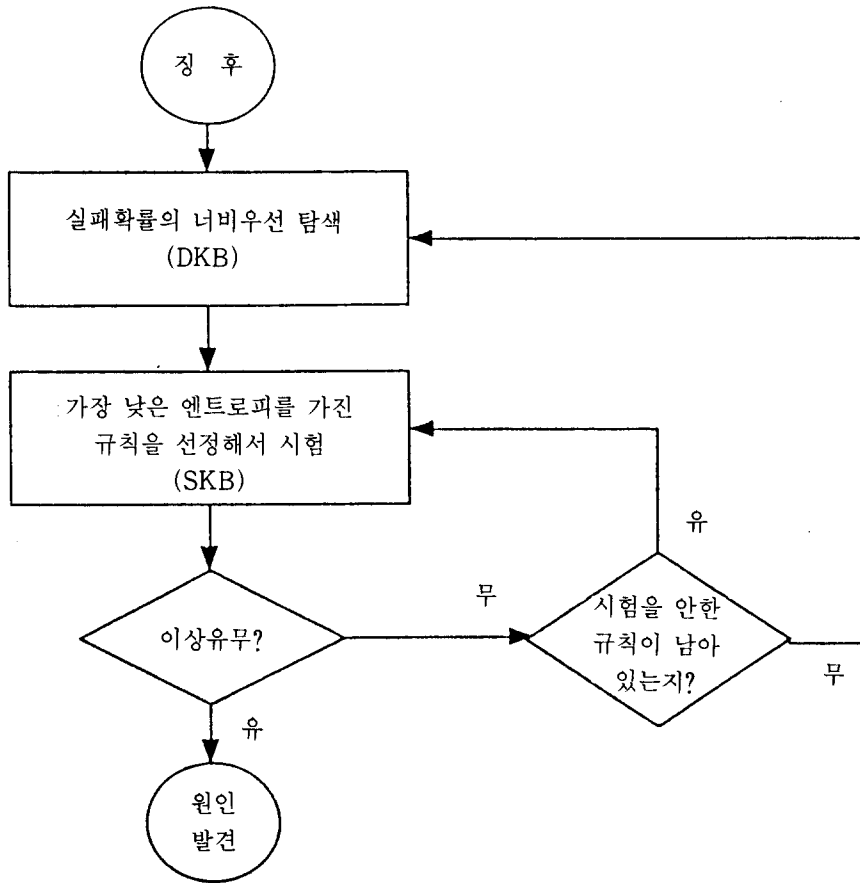 징 후
실패확률의 너비우선 탐색
(DKB)
가장 낮은 엔트로피를 가진
규칙을 선정해서 시험
(SKB)
유
무
이상유무?
시험을 안한
규칙이 남아
있는지?
무
유
원인
발견